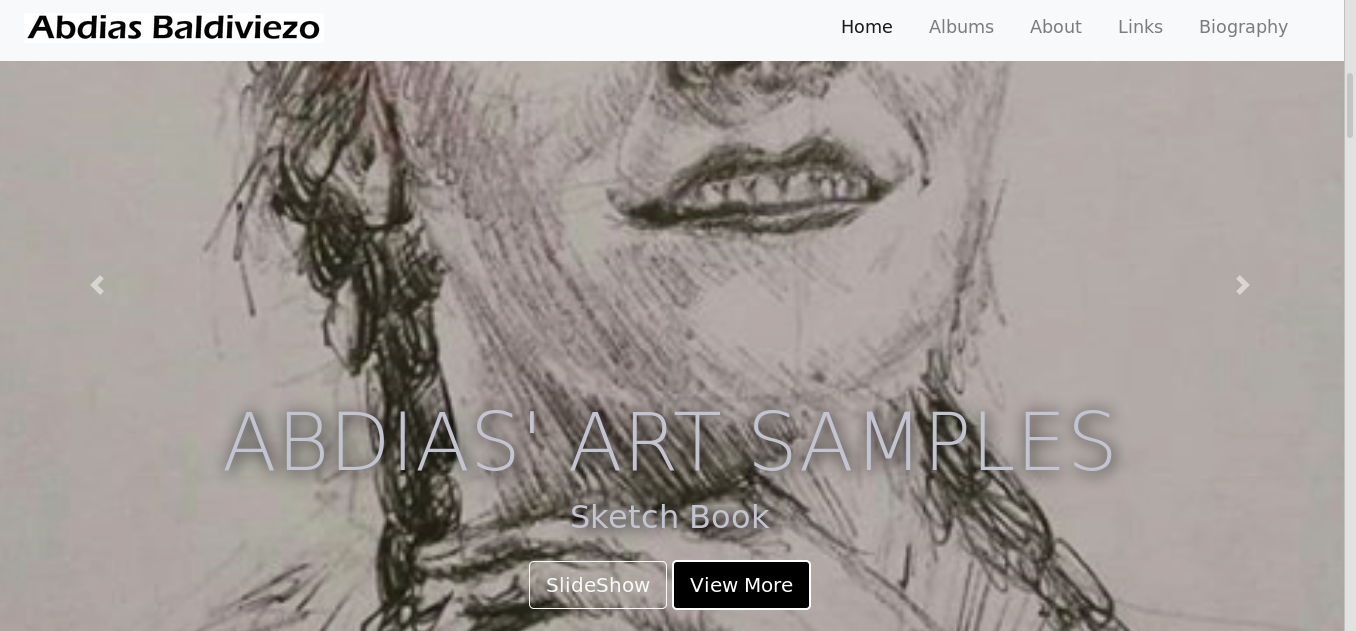 Abdias Baldiviezo
Home Albums About Links Biography
ABDIAS' ART SAMPLES
Sketch Book
SlideShow View More